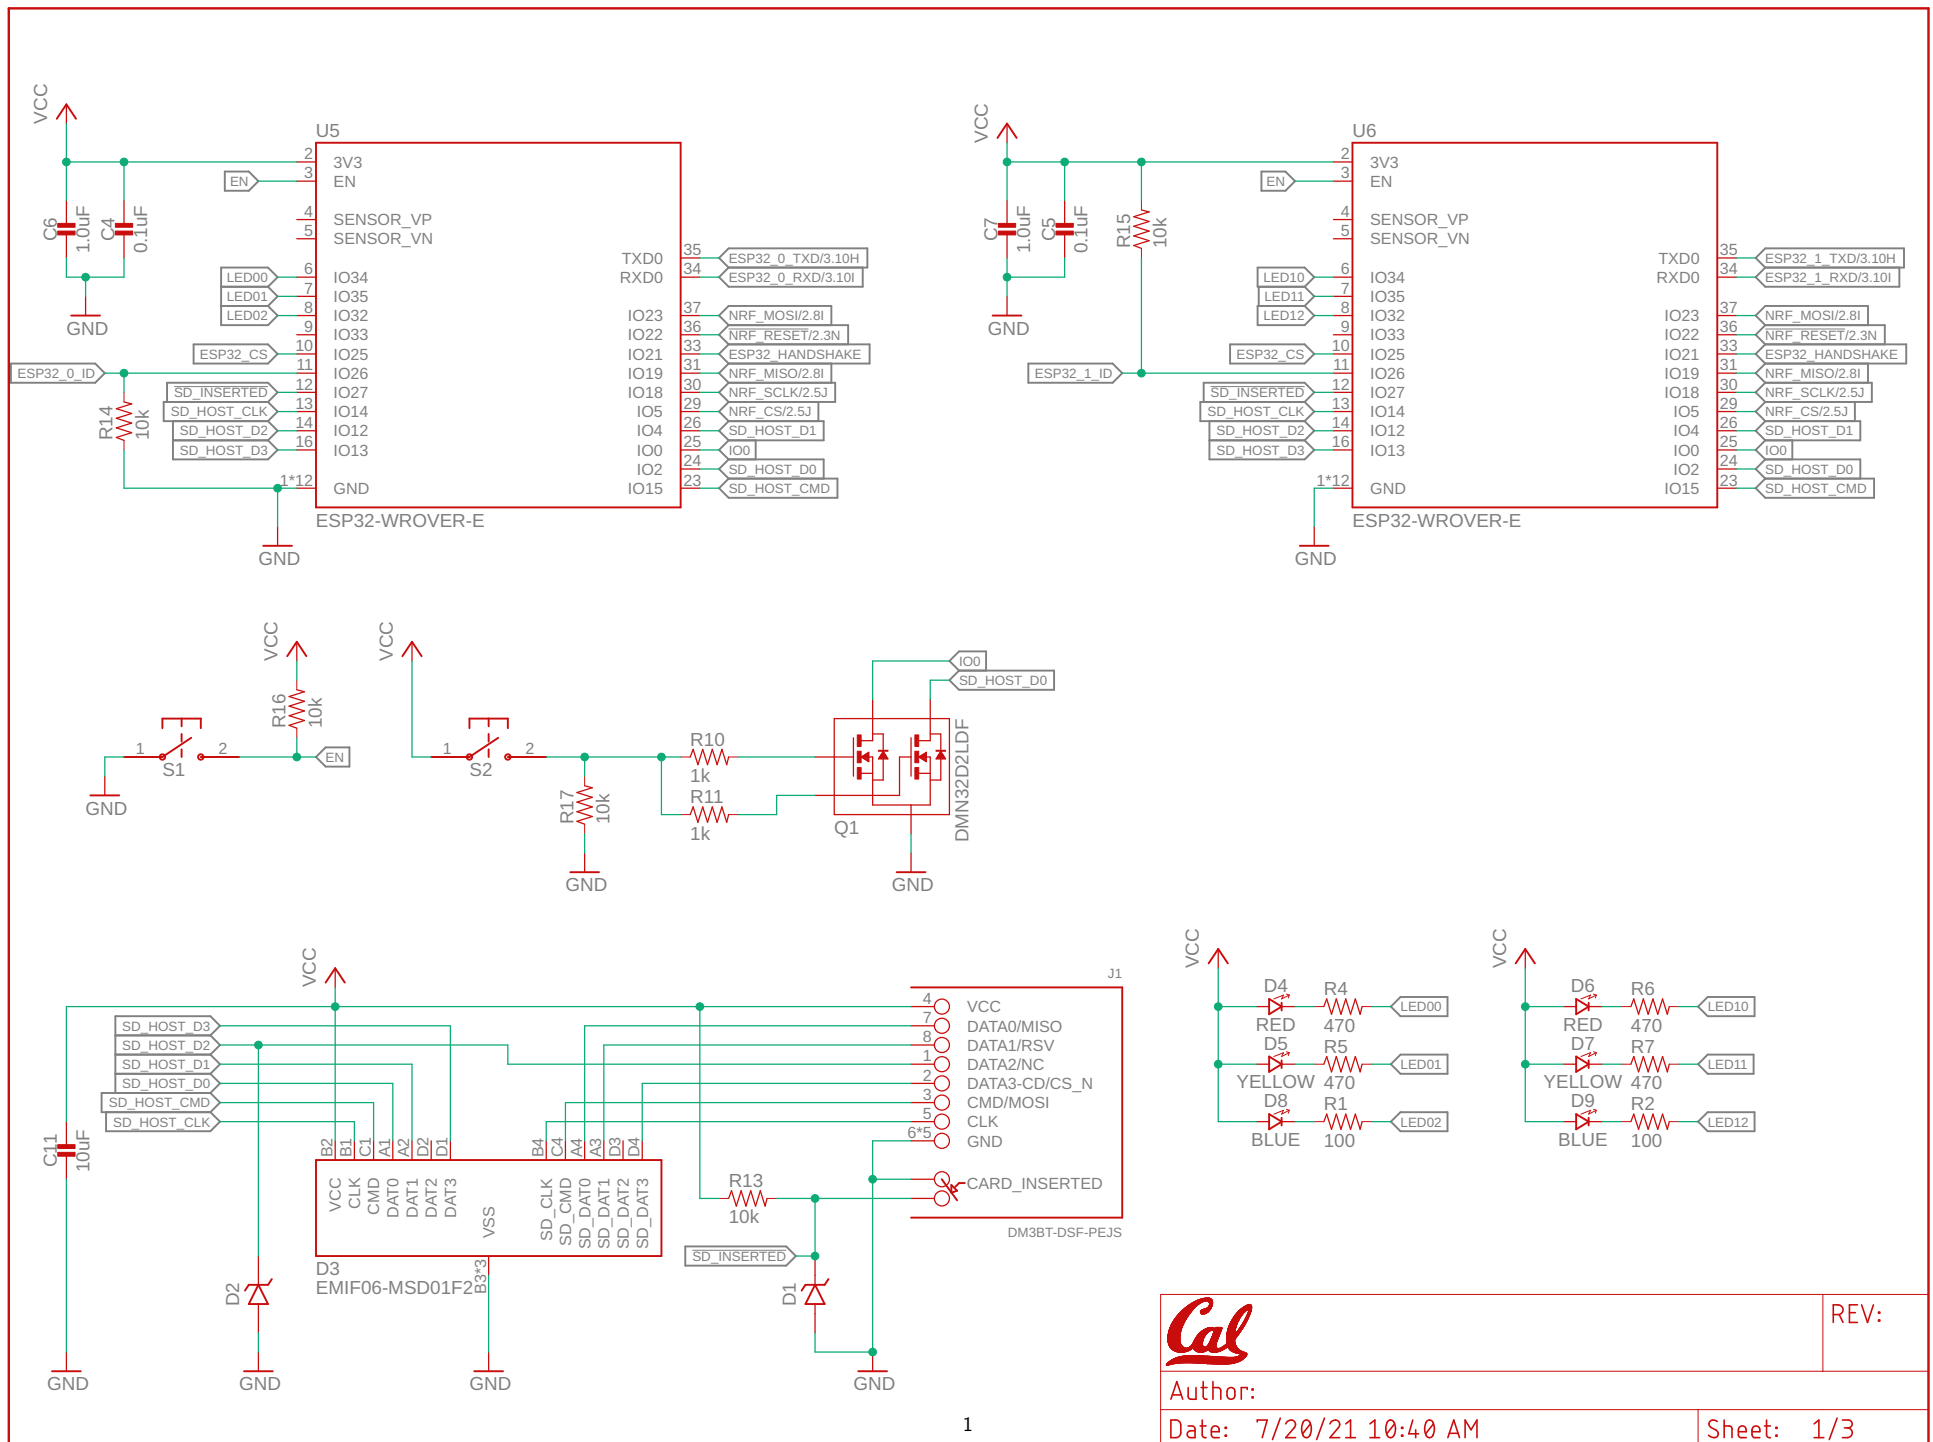 VCC
C6
1.0uF
C4
0.1uF
GND
U5
2 3V3
EN 3 EN
4 SENSOR_VP
5 SENSOR_VN
LED00 6 IO34
LED01 7 IO35
LED02 8 IO32
9 IO33
ESP32_CS 10 IO25
ESP32_0_ID 11 IO26
SD_INSERTED 12 IO27
SD_HOST_CLK 13 IO14
SD_HOST_D2 14 IO12
SD_HOST_D3 16 IO13
1*12 GND
R14
10k
GND
TXD0 35 ESP32_0_TXD/3.10H
RXD0 34 ESP32_0_RXD/3.10I
IO23 37 NRF_MOSI/2.8I
IO22 36 NRF_RESET/2.3N
IO21 33 ESP32_HANDSHAKE
IO19 31 NRF_MISO/2.8I
IO18 30 NRF_SCLK/2.5J
IO5 29 NRF_CS/2.5J
IO4 26 SD_HOST_D1
IO0 25 IO0
IO2 24 SD_HOST_D0
IO15 23 SD_HOST_CMD
ESP32-WROVER-E
VCC
C7
1.0uF
C5
0.1uF
R15
10k
GND
U6
2 3V3
EN 3 EN
4 SENSOR_VP
5 SENSOR_VN
LED10 6 IO34
LED11 7 IO35
LED12 8 IO32
9 IO33
ESP32_CS 10 IO25
ESP32_1_ID 11 IO26
SD_INSERTED 12 IO27
SD_HOST_CLK 13 IO14
SD_HOST_D2 14 IO12
SD_HOST_D3 16 IO13
1*12 GND
GND
TXD0 35 ESP32_1_TXD/3.10H
RXD0 34 ESP32_1_RXD/3.10I
IO23 37 NRF_MOSI/2.8I
IO22 36 NRF_RESET/2.3N
IO21 33 ESP32_HANDSHAKE
IO19 31 NRF_MISO/2.8I
IO18 30 NRF_SCLK/2.5J
IO5 29 NRF_CS/2.5J
IO4 26 SD_HOST_D1
IO0 25 IO0
IO2 24 SD_HOST_D0
IO15 23 SD_HOST_CMD
ESP32-WROVER-E
VCC
R16
10k
1 2
S1
EN
GND
VCC
1 2
S2
R17
10k
GND
R10
1k
R11
1k
IO0
SD_HOST_D0
Q1
DMN32D2LDF
GND
VCC
SD_HOST_D3
SD_HOST_D2
SD_HOST_D1
SD_HOST_D0
SD_HOST_CMD
SD_HOST_CLK
C11
10uF
GND
D2
GND
B2 B1 C1 A1 A2 D2 D1
VCC CLK CMD DAT0 DAT1 DAT2 DAT3
VSS
B4 C4 A4 A3 D3 D4
SD_CLK SD_CMD SD_DAT0 SD_DAT1 SD_DAT2 SD_DAT3
D3
EMIF06-MSD01F2
B3*3
GND
J1
4 VCC
7 DATA0/MISO
8 DATA1/RSV
1 DATA2/NC
2 DATA3-CD/CS_N
3 CMD/MOSI
5 CLK
6*5 GND
CARD_INSERTED
DM3BT-DSF-PEJS
R13
10k
SD_INSERTED
D1
GND
VCC
D4 R4 LED00
RED 470
D5 R5 LED01
YELLOW 470
D8 R1 LED02
BLUE 100
VCC
D6 R6 LED10
RED 470
D7 R7 LED11
YELLOW 470
D9 R2 LED12
BLUE 100
Cal
REV:
Author:
Date: 7/20/21 10:40 AM
Sheet: 1/3
1